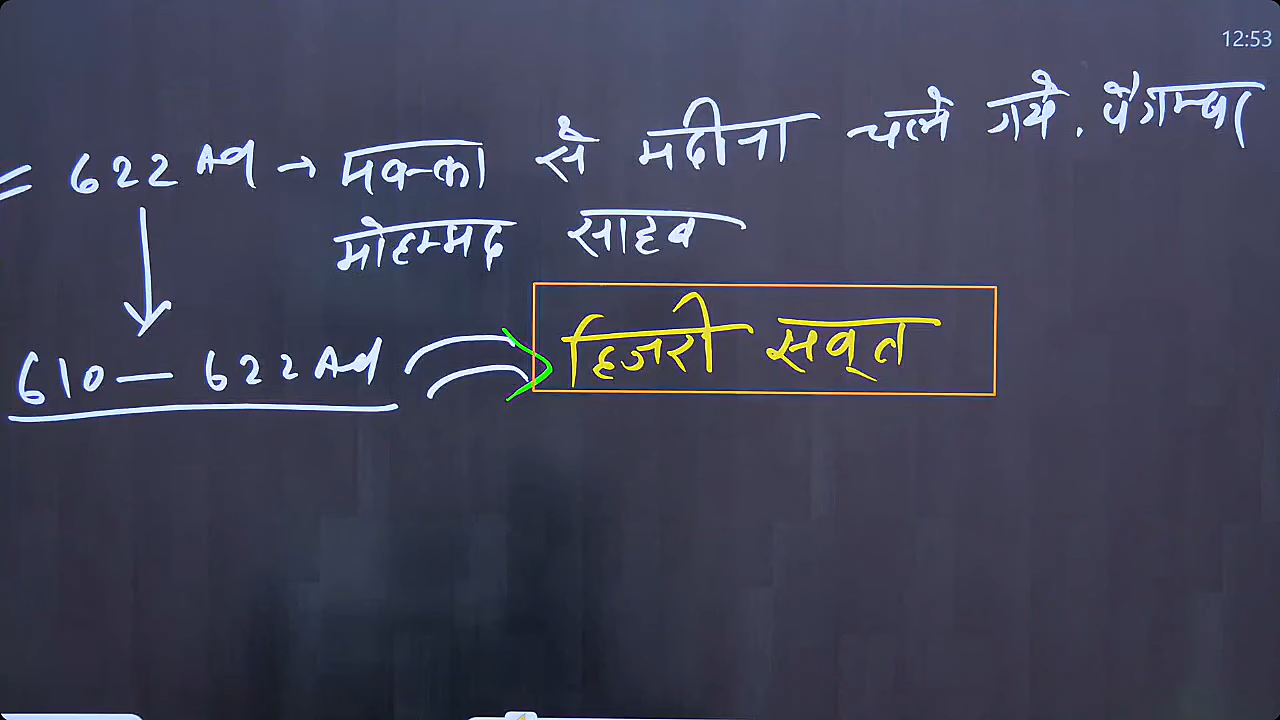 12:53
= 622 AD → मक्का से मदीना चले गये. पैगम्बर
मोहम्मद साहब
610 — 622 AD
हिजरी सवत